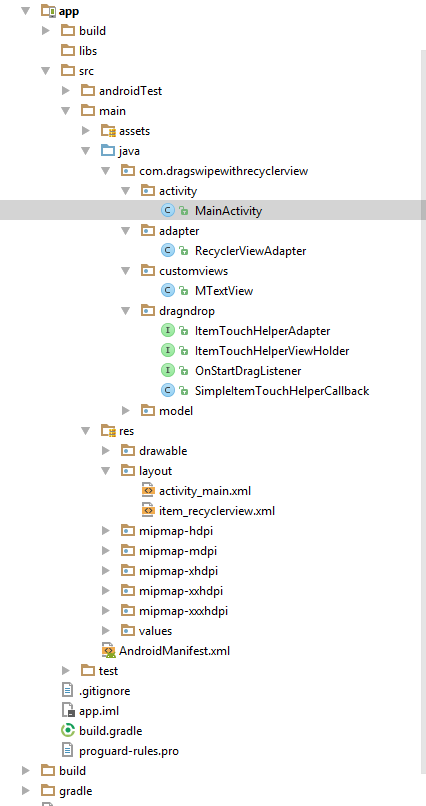 app
build
libs
src
androidTest
main
assets
java
com.dragswipewithrecyclerview
activity
MainActivity
adapter
RecyclerViewAdapter
customviews
MTextView
dragndrop
ItemTouchHelperAdapter
ItemTouchHelperViewHolder
OnStartDragListener
SimpleItemTouchHelperCallback
model
res
drawable
layout
activity_main.xml
item_recyclerview.xml
mipmap-hdpi
mipmap-mdpi
mipmap-xhdpi
mipmap-xxhdpi
mipmap-xxxhdpi
values
AndroidManifest.xml
test
.gitignore
app.iml
build.gradle
proguard-rules.pro
build
gradle